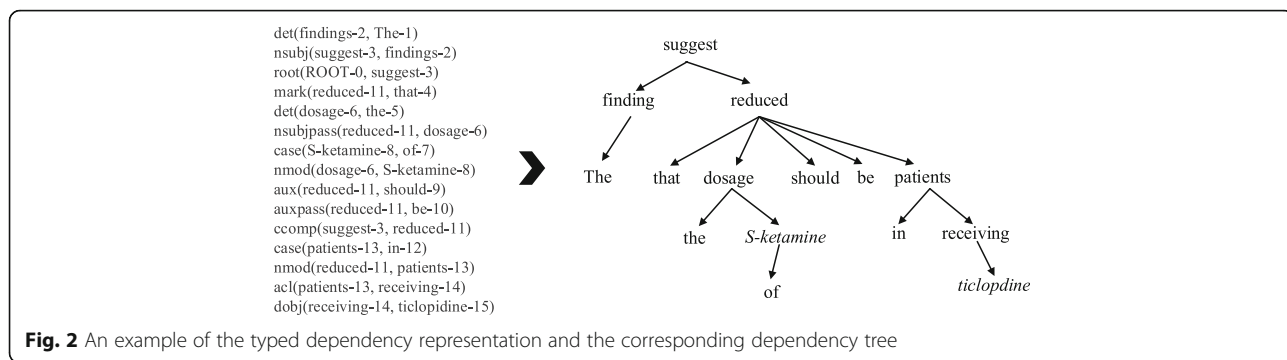 det(findings-2, The-1)
nsubj(suggest-3, findings-2)
root(ROOT-0, suggest-3)
mark(reduced-11, that-4)
det(dosage-6, the-5)
nsubjpass(reduced-11, dosage-6)
case(S-ketamine-8, of-7)
nmod(dosage-6, S-ketamine-8)
aux(reduced-11, should-9)
auxpass(reduced-11, be-10)
ccomp(suggest-3, reduced-11)
case(patients-13, in-12)
nmod(reduced-11, patients-13)
acl(patients-13, receiving-14)
dobj(receiving-14, ticlopidine-15)
suggest
finding reduced
The that dosage should be patients
the S-ketamine in receiving
of ticlopdine
Fig. 2 An example of the typed dependency representation and the corresponding dependency tree